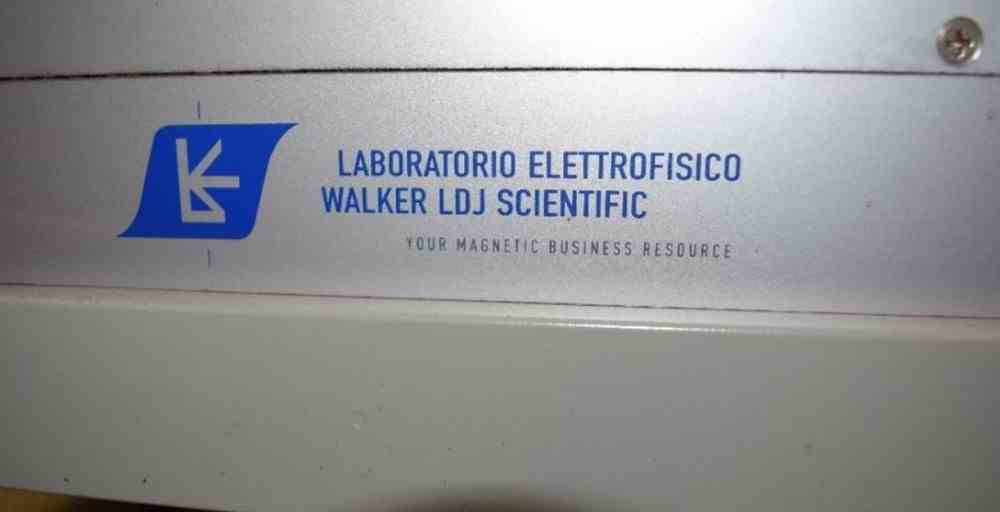 LABORATORIO ELETTROFISICO
WALKER LDJ SCIENTIFIC
YOUR MAGNETIC BUSINESS RESOURCE